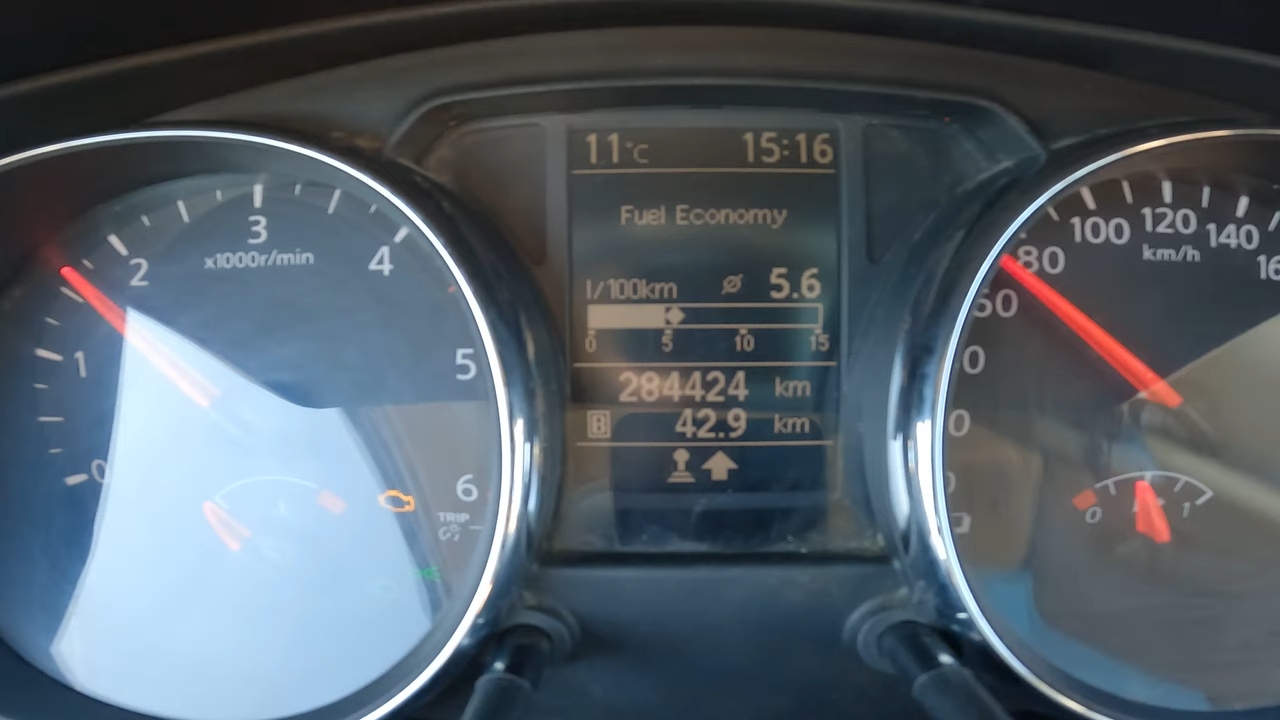 11°C 15:16
Fuel Economy
l/100km ⌀ 5.6
0 5 10 15
284424 km
B 42.9 km
0
1
2
3
4
5
6
x1000r/min
TRIP
80
100
120
140
km/h
0 1